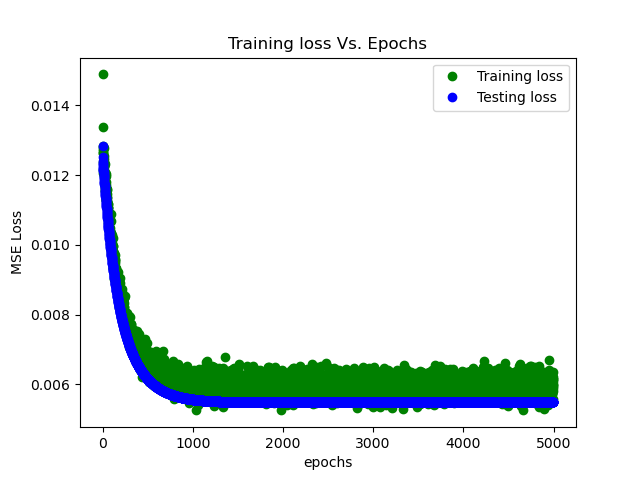 Training loss Vs. Epochs
Training loss
Testing loss
MSE Loss
0.014
0.012
0.010
0.008
0.006
0
1000
2000
3000
4000
5000
epochs